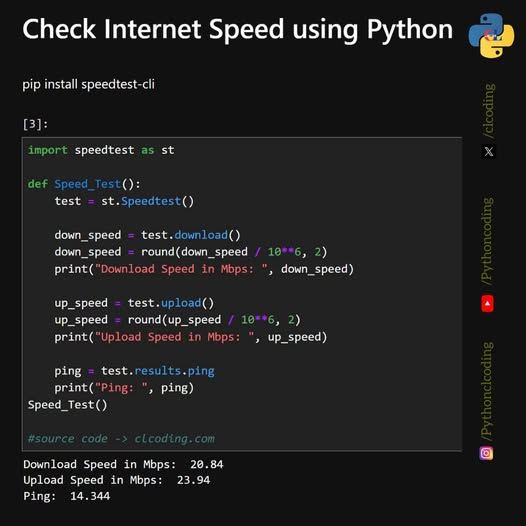 Check Internet Speed using Python
pip install speedtest-cli
[3]:
import speedtest as st
def Speed_Test():
    test = st.Speedtest()
    down_speed = test.download()
    down_speed = round(down_speed / 10**6, 2)
    print("Download Speed in Mbps: ", down_speed)
    up_speed = test.upload()
    up_speed = round(up_speed / 10**6, 2)
    print("Upload Speed in Mbps: ", up_speed)
    ping = test.results.ping
    print("Ping: ", ping)
Speed_Test()
#source code -> clcoding.com
Download Speed in Mbps:  20.84
Upload Speed in Mbps:  23.94
Ping:  14.344
/clcoding
X
/Pythoncoding
/Pythonclcoding